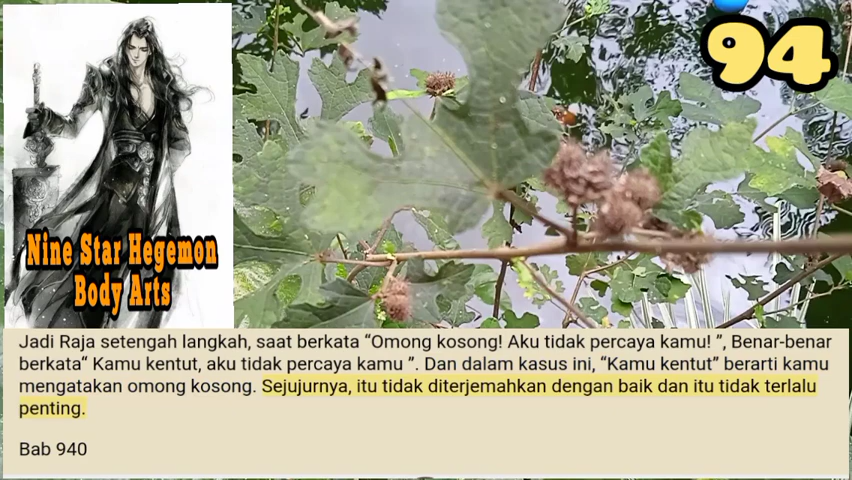 94
Nine Star Hegemon
Body Arts
Jadi Raja setengah langkah, saat berkata “Omong kosong! Aku tidak percaya kamu! ”, Benar-benar
berkata“ Kamu kentut, aku tidak percaya kamu ”. Dan dalam kasus ini, “Kamu kentut” berarti kamu
mengatakan omong kosong. Sejujurnya, itu tidak diterjemahkan dengan baik dan itu tidak terlalu
penting.
Bab 940